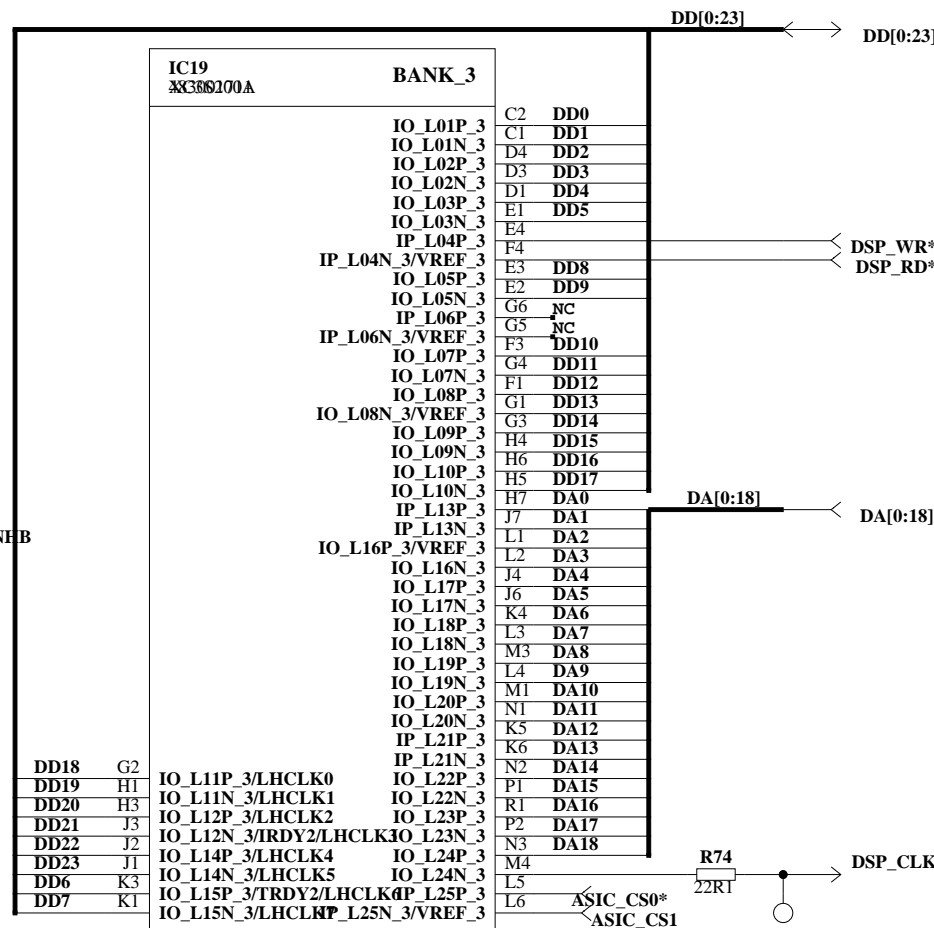 DD[0:23]
DD[0:23]
IC19
BANK_3
IO_L01P_3 C2 DD0
IO_L01N_3 C1 DD1
IO_L02P_3 D4 DD2
IO_L02N_3 D3 DD3
IO_L03P_3 D1 DD4
IO_L03N_3 E1 DD5
IP_L04P_3 E4 DSP_WR*
IP_L04N_3/VREF_3 F4 DSP_RD*
IO_L05P_3 E3 DD8
IO_L05N_3 E2 DD9
IP_L06P_3 G6 NC
IP_L06N_3/VREF_3 G5 NC
IO_L07P_3 F3 DD10
IO_L07N_3 G4 DD11
IO_L08P_3 F1 DD12
IO_L08N_3/VREF_3 G1 DD13
IO_L09P_3 G3 DD14
IO_L09N_3 H4 DD15
IO_L10P_3 H6 DD16
IO_L10N_3 H5 DD17
DA[0:18]
DA[0:18]
IP_L13P_3 H7 DA0
IP_L13N_3 J7 DA1
IO_L16P_3/VREF_3 L1 DA2
IO_L16N_3 L2 DA3
IO_L17P_3 J4 DA4
IO_L17N_3 J6 DA5
IO_L18P_3 K4 DA6
IO_L18N_3 L3 DA7
IO_L19P_3 M3 DA8
IO_L19N_3 L4 DA9
IO_L20P_3 M1 DA10
IO_L20N_3 N1 DA11
IP_L21P_3 K5 DA12
IP_L21N_3 K6 DA13
DD18 G2 IO_L11P_3/LHCLK0 IO_L22P_3 N2 DA14
DD19 H1 IO_L11N_3/LHCLK1 IO_L22N_3 P1 DA15
DD20 H3 IO_L12P_3/LHCLK2 IO_L23P_3 R1 DA16
DD21 J3 IO_L12N_3/IRDY2/LHCLK3 IO_L23N_3 P2 DA17
DD22 J2 IO_L14P_3/LHCLK4 IO_L24P_3 N3 DA18
DD23 J1 IO_L14N_3/LHCLK5 IO_L24N_3 M4 R74 22R1 DSP_CLK
DD6 K3 IO_L15P_3/TRDY2/LHCLK6 IP_L25P_3 L5 ASIC_CS0*
DD7 K1 IO_L15N_3/LHCLK7 IP_L25N_3/VREF_3 L6 ASIC_CS1